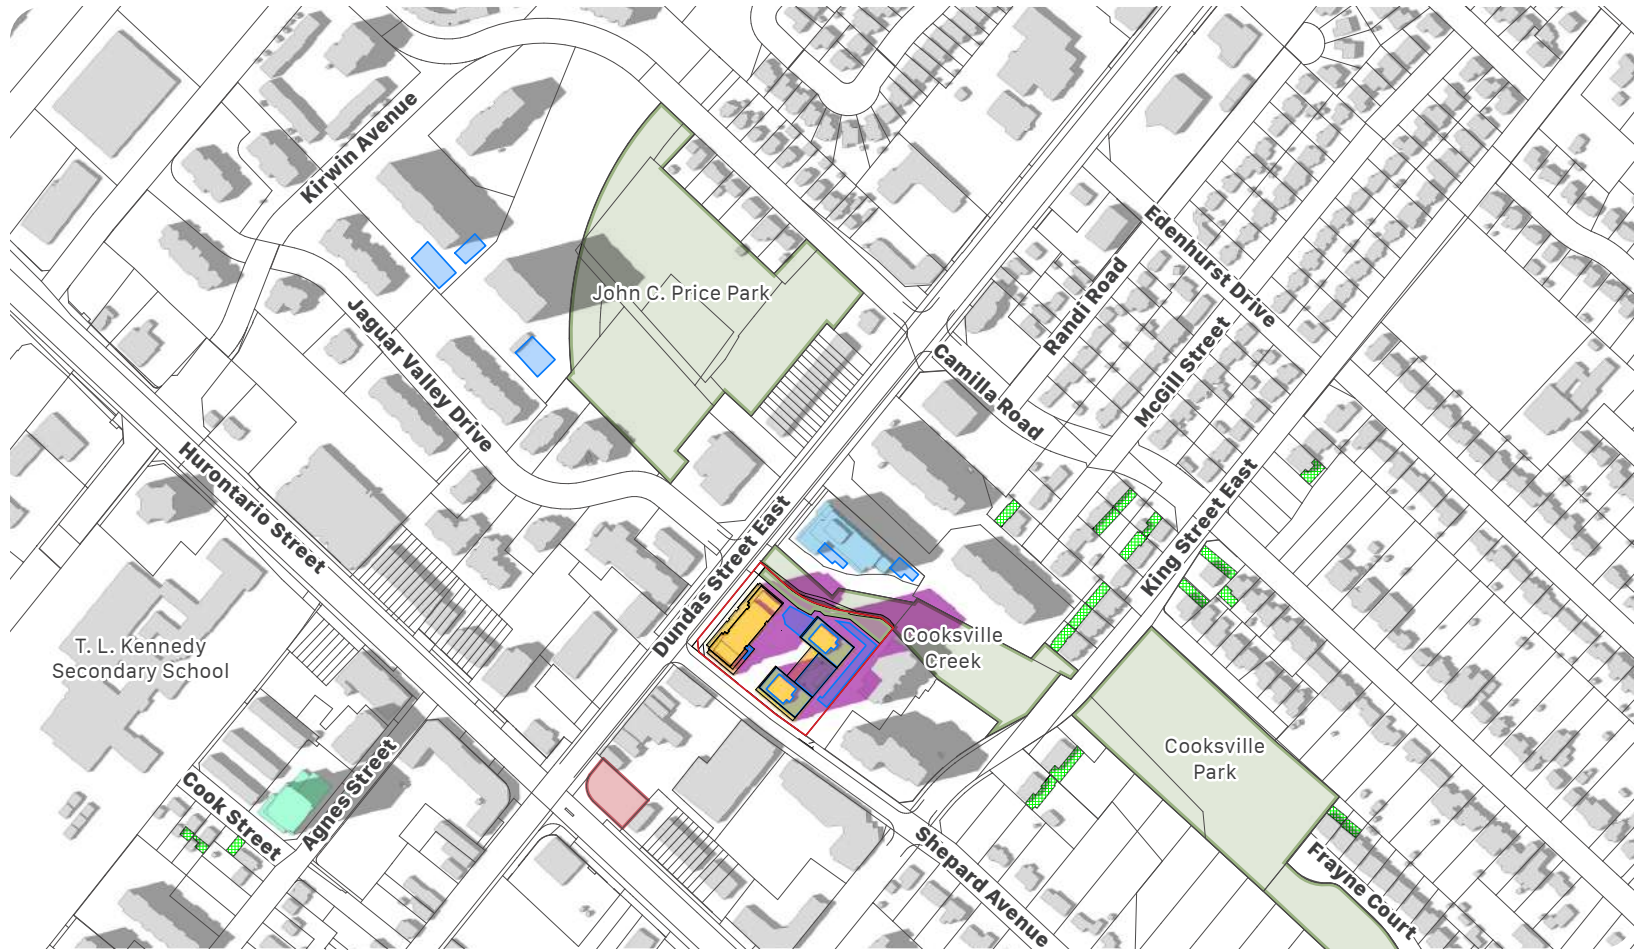 Kirwin Avenue
John C. Price Park
Edenhurst Drive
Randi Road
Jaguar Valley Drive
McGill Street
Camilla Road
Hurontario Street
King Street East
Dundas Street East
T. L. Kennedy
Secondary School
Cooksville
Creek
Cooksville
Park
Cook Street
Agnes Street
Shepard Avenue
Frayne Court